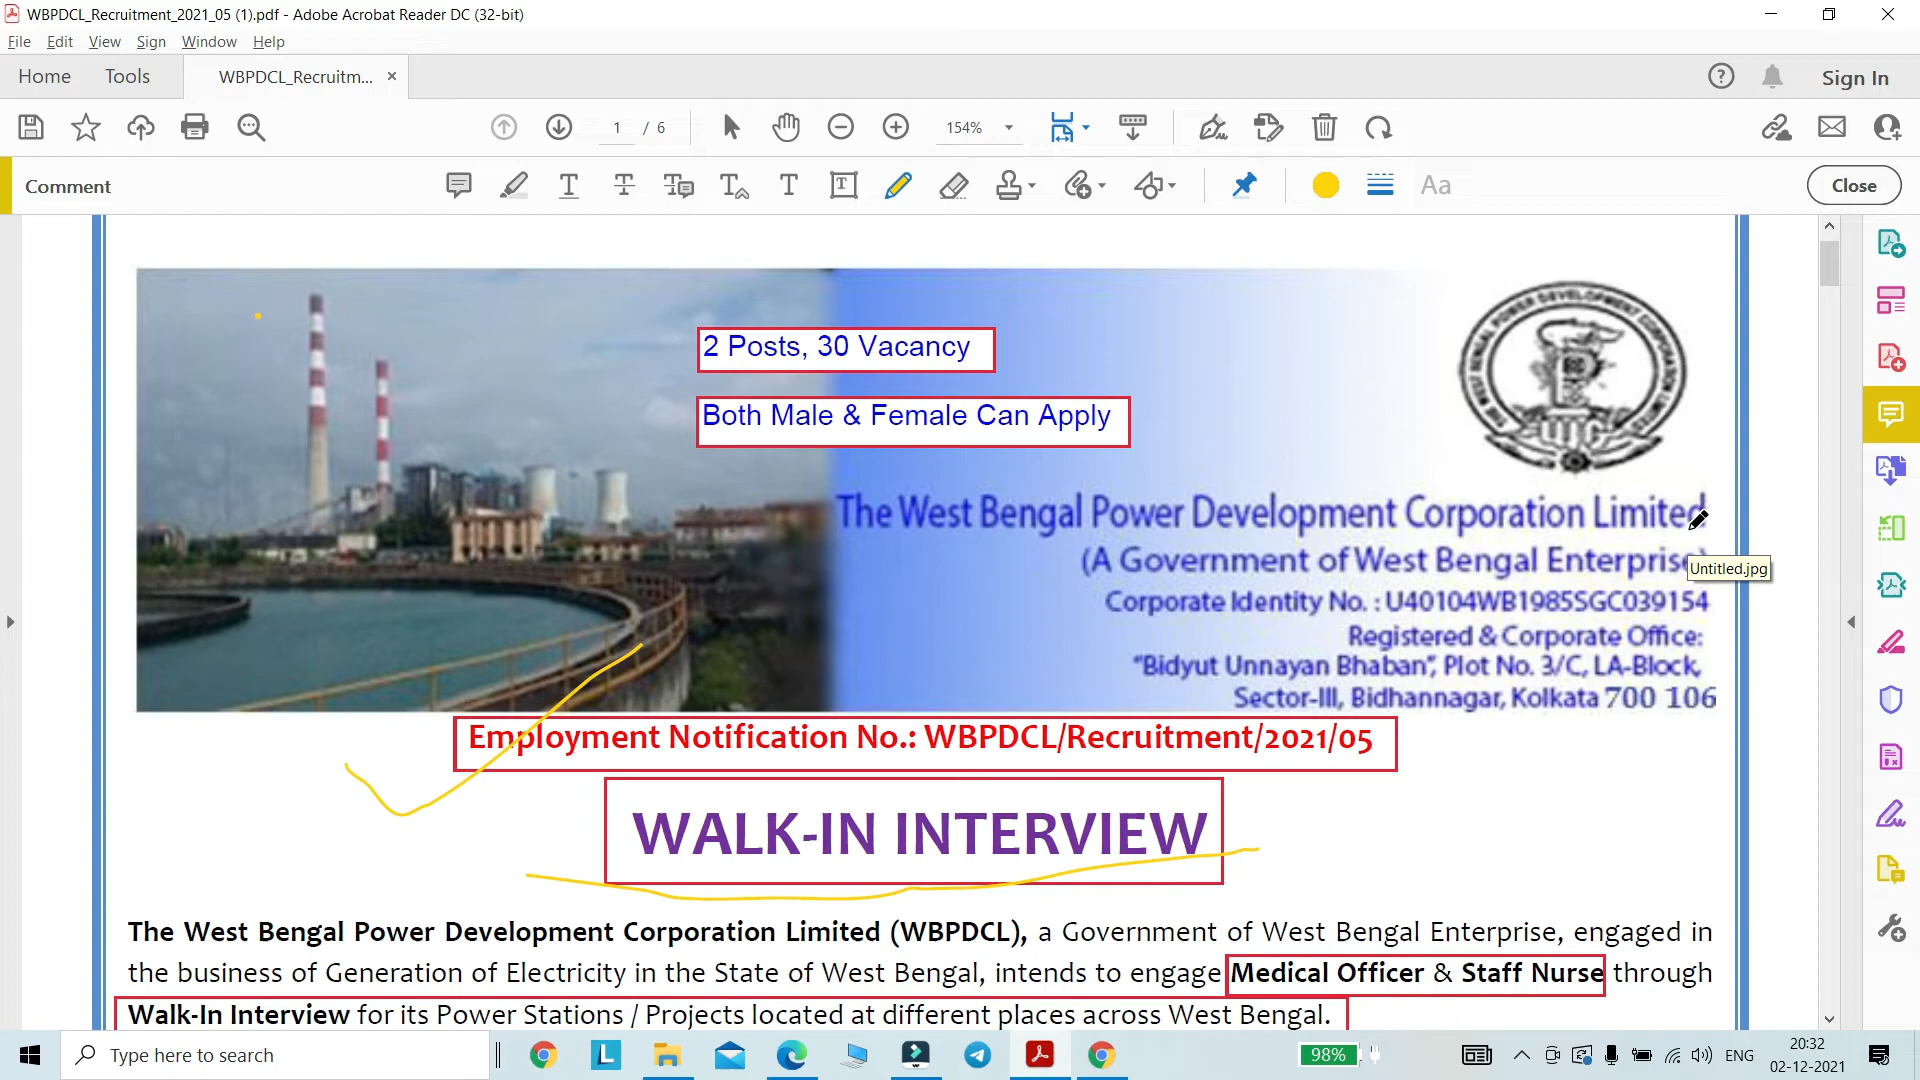 WBPDCL_Recruitment_2021_05 (1).pdf - Adobe Acrobat Reader DC (32-bit)
File Edit View Sign Window Help
Home Tools WBPDCL_Recruitm... × Sign In
1 / 6 154%
Comment Aa Close
THE WEST BENGAL POWER DEVELOPMENT CORPORATION LIMITED
2 Posts, 30 Vacancy
Both Male & Female Can Apply
The West Bengal Power Development Corporation Limited
(A Government of West Bengal Enterprise)
Untitled.jpg
Corporate Identity No. : U40104WB1985SGC039154
Registered & Corporate Office:
"Bidyut Unnayan Bhaban", Plot No. 3/C, LA-Block,
Sector-III, Bidhannagar, Kolkata 700 106
Employment Notification No.: WBPDCL/Recruitment/2021/05
WALK-IN INTERVIEW
The West Bengal Power Development Corporation Limited (WBPDCL), a Government of West Bengal Enterprise, engaged in
the business of Generation of Electricity in the State of West Bengal, intends to engage Medical Officer & Staff Nurse through
Walk-In Interview for its Power Stations / Projects located at different places across West Bengal.
Type here to search
98%
ENG
20:32
02-12-2021